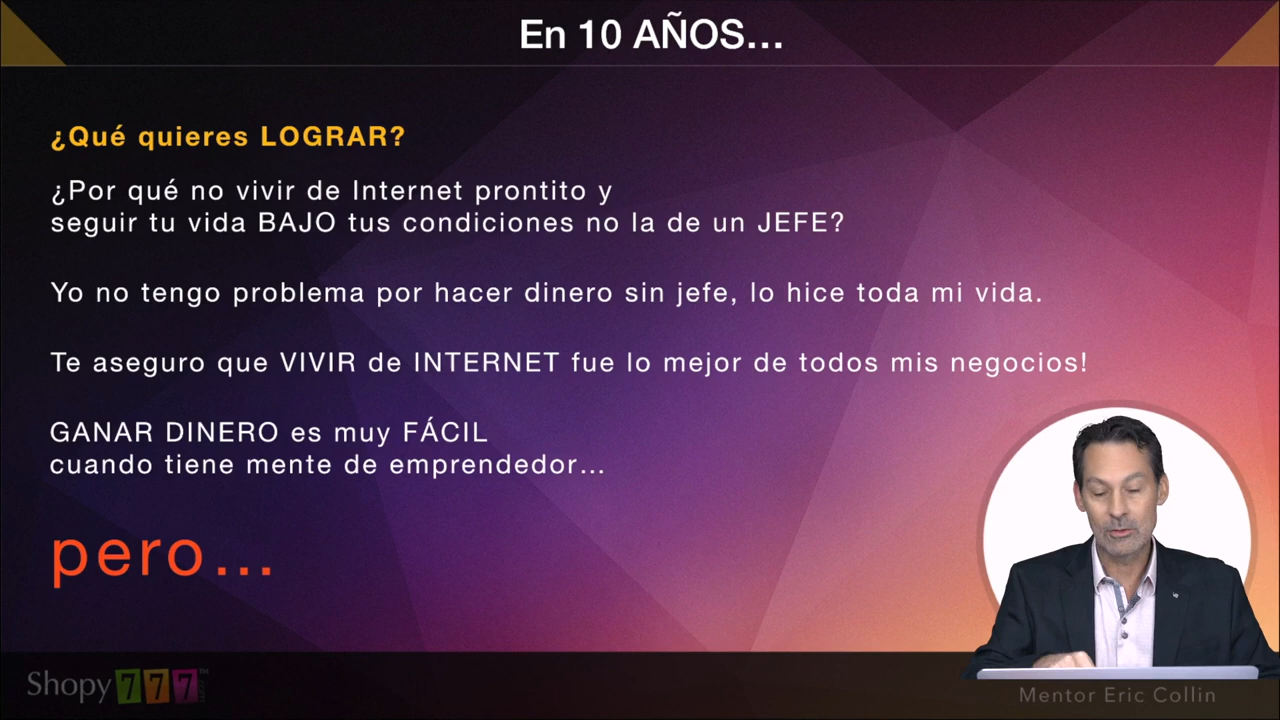 En 10 AÑOS...
¿Qué quieres LOGRAR?
¿Por qué no vivir de Internet prontito y
seguir tu vida BAJO tus condiciones no la de un JEFE?
Yo no tengo problema por hacer dinero sin jefe, lo hice toda mi vida.
Te aseguro que VIVIR de INTERNET fue lo mejor de todos mis negocios!
GANAR DINERO es muy FÁCIL
cuando tiene mente de emprendedor...
pero...
Shopy 777™
Mentor Eric Collin